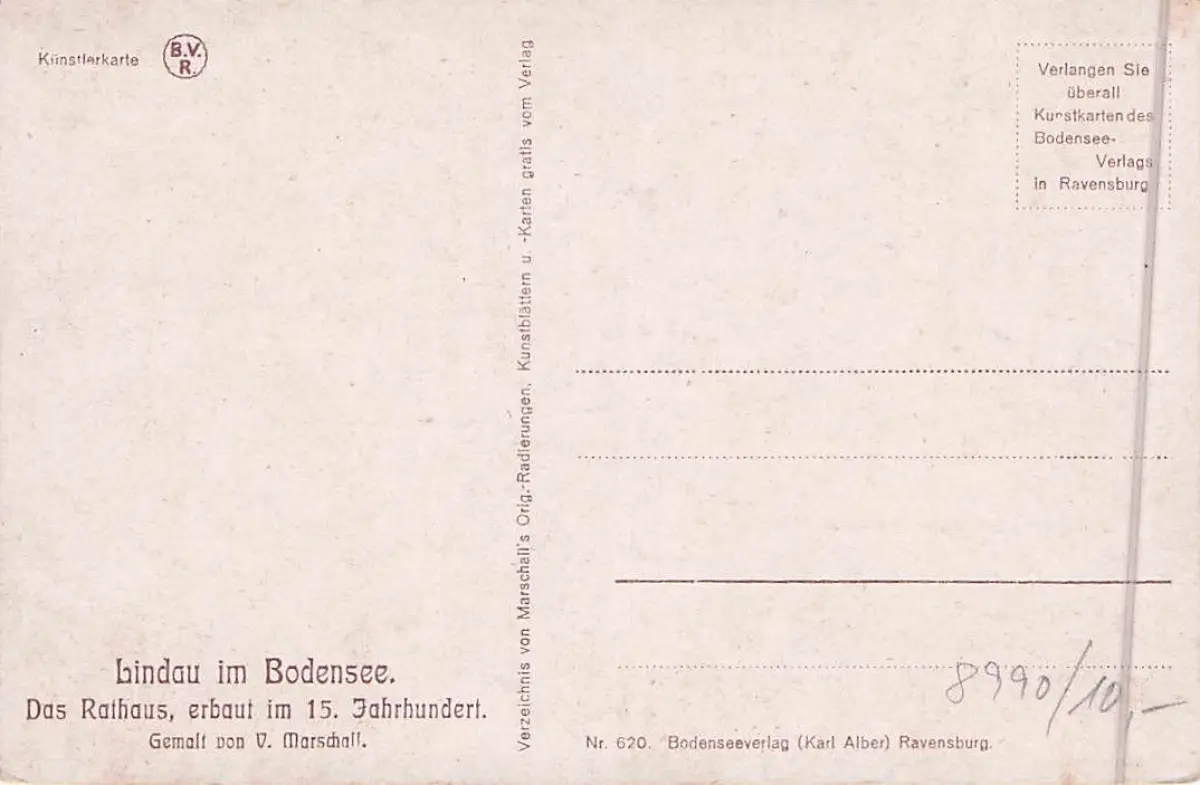 Künstlerkarte
B.V.
R.
Verlangen Sie
überall
Kunstkarten des
Bodensee-
Verlags
in Ravensburg
Verzeichnis von Marschall's Orig.-Radierungen, Kunstblättern u. -Karten gratis vom Verlag
Lindau im Bodensee.
Das Rathaus, erbaut im 15. Jahrhundert.
Gemalt von V. Marschall.
8990/10,-
Nr. 620. Bodenseeverlag (Karl Alber) Ravensburg.